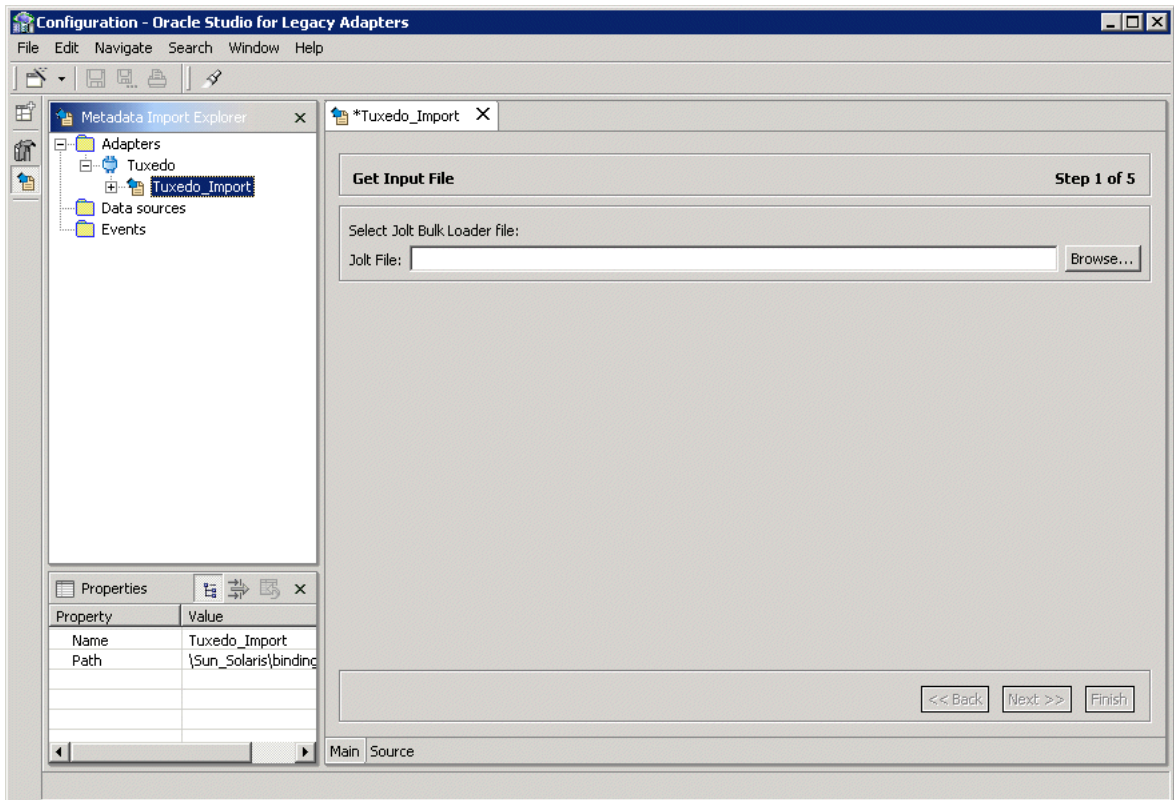 Configuration - Oracle Studio for Legacy Adapters
File Edit Navigate Search Window Help
Metadata Import Explorer
Adapters
Tuxedo
Tuxedo_Import
Data sources
Events
*Tuxedo_Import
Get Input File Step 1 of 5
Select Jolt Bulk Loader file:
Jolt File: Browse...
Properties
Property Value
Name Tuxedo_Import
Path \Sun_Solaris\binding
<< Back Next >> Finish
Main Source